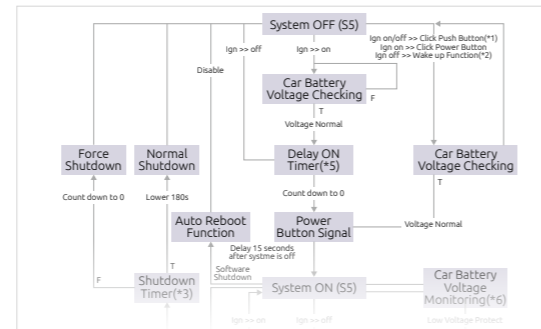 System OFF (S5)
Ign on/off >> Click Push Button(*1)
Ign on >> Click Power Button
Ign off >> Wake up Function(*2)
Ign >> off
Ign >> on
Disable
Car Battery
Voltage Checking
F
T
Voltage Normal
Force
Shutdown
Normal
Shutdown
Delay ON
Timer(*5)
Car Battery
Voltage Checking
T
Count down to 0
Lower 180s
Count down to 0
Auto Reboot
Function
Power
Button Signal
Voltage Normal
Delay 15 seconds
after systme is off
Software
Shutdown
F
T
Shutdown
Timer(*3)
System ON (S5)
Car Battery
Voltage
Monitoring(*6)
Ign >> on
Ign >> off
Low Voltage Protect